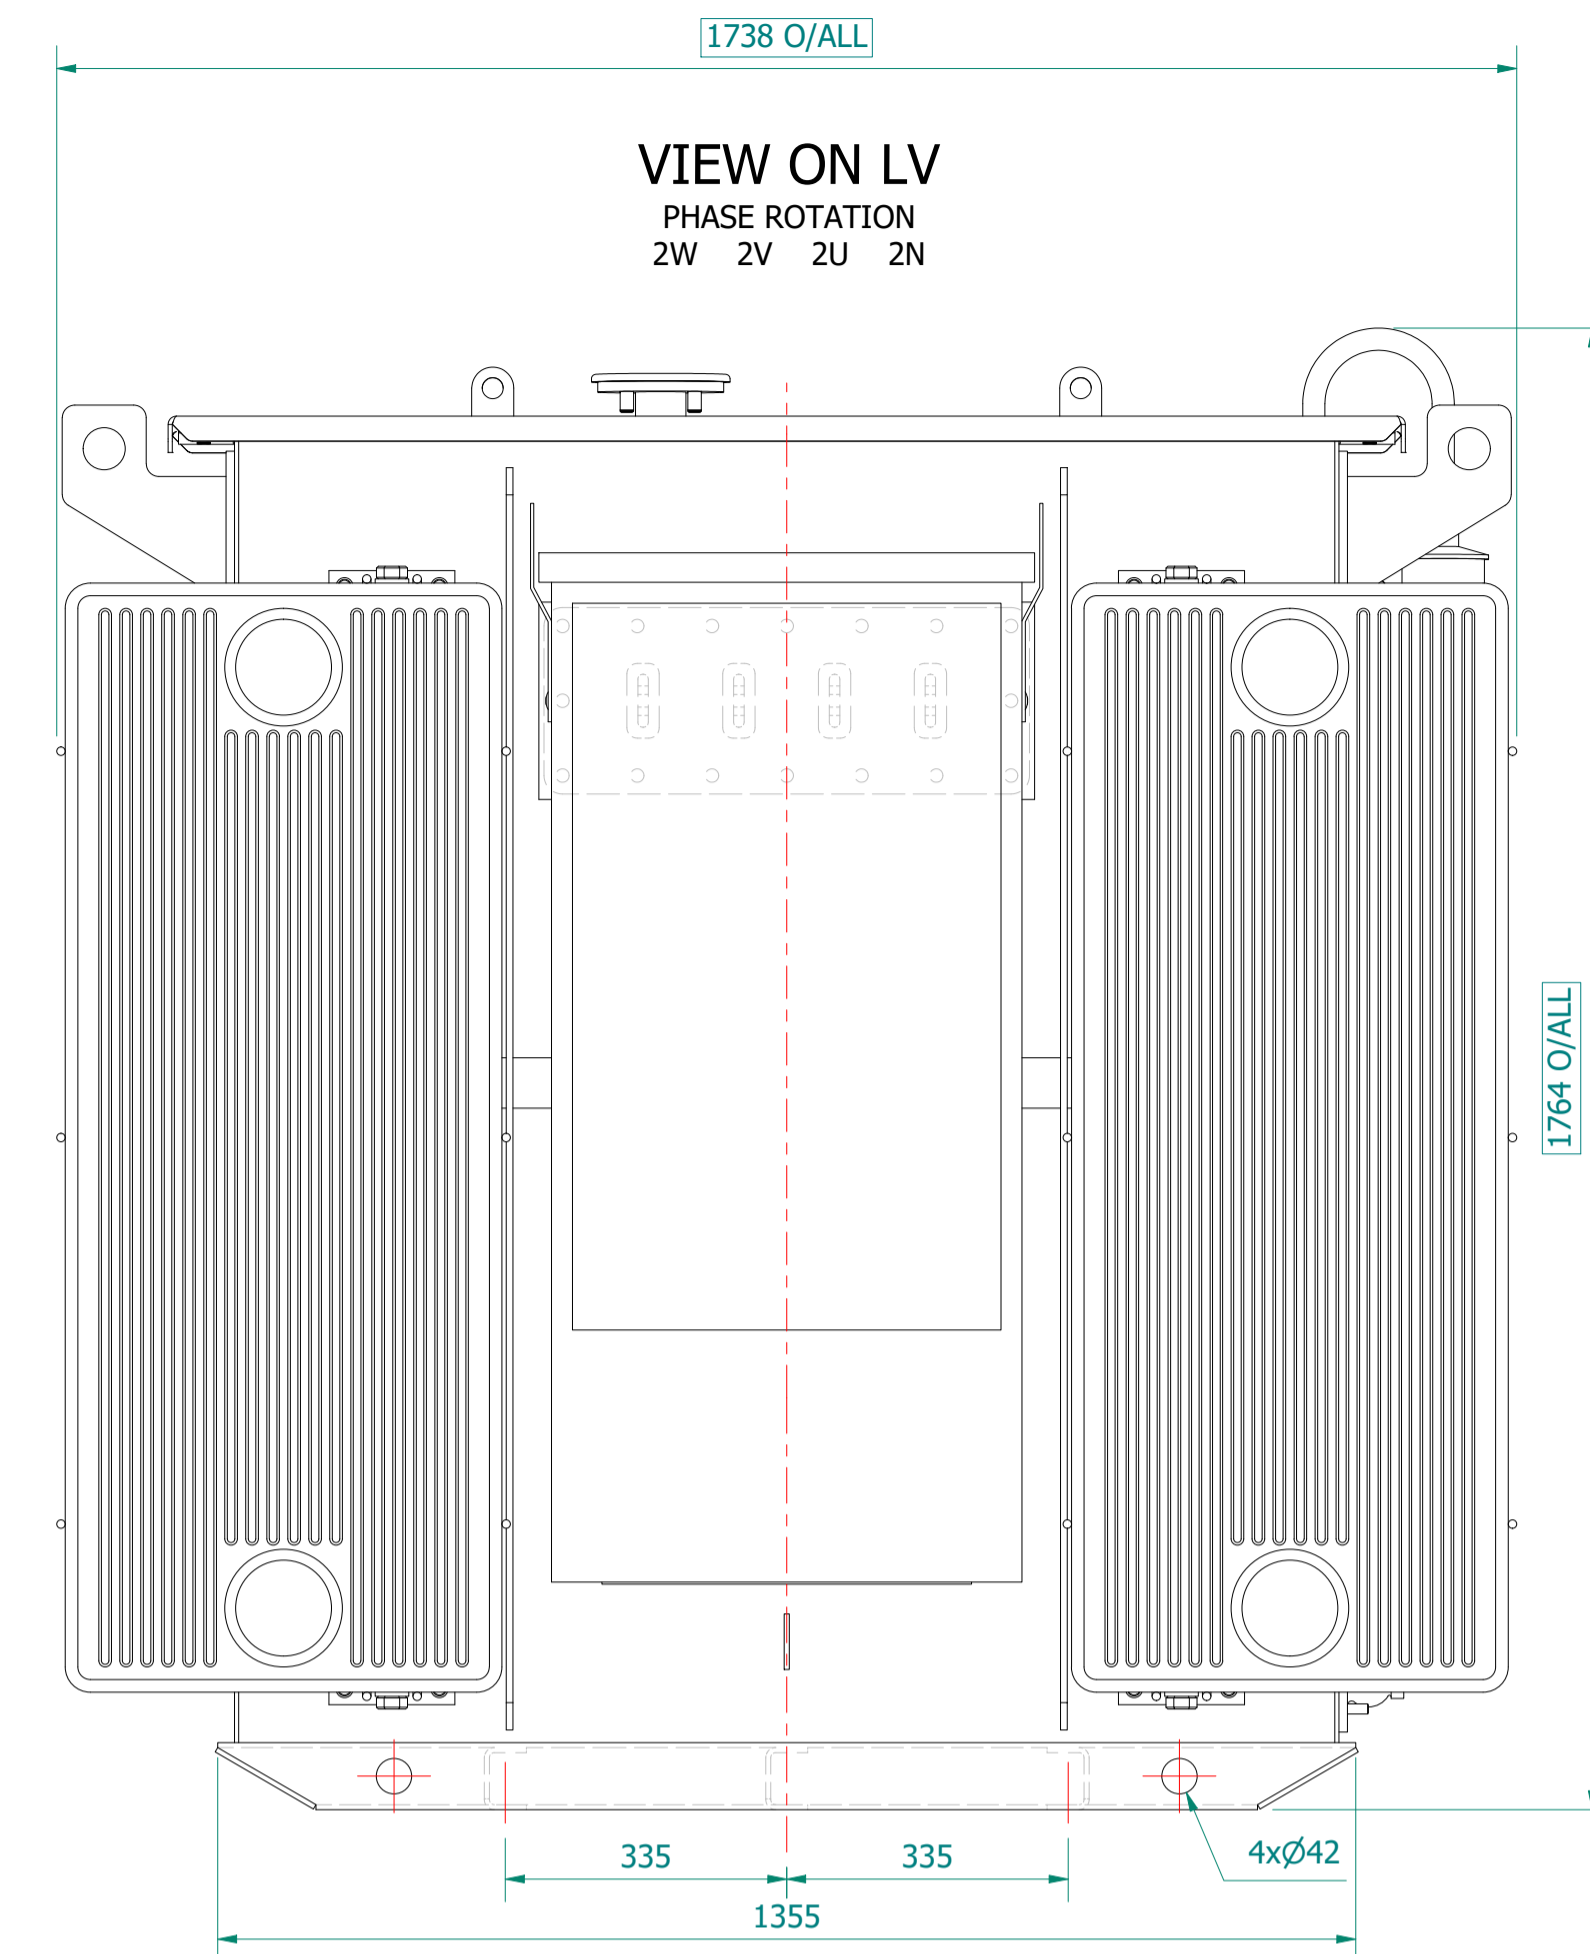 1738 O/ALL
VIEW ON LV
PHASE ROTATION
2W 2V 2U 2N
1764 O/ALL
335 335
4xØ42
1355